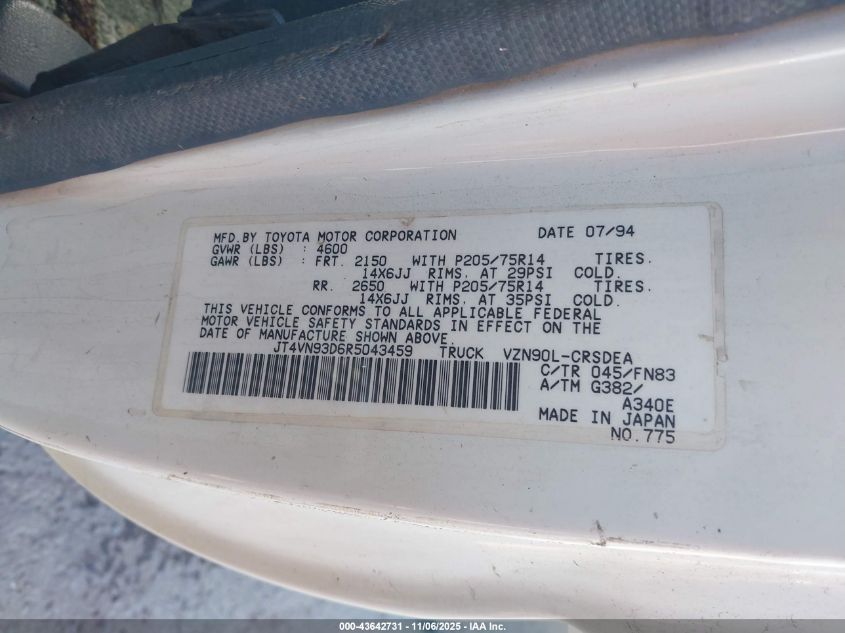 MFD.BY TOYOTA MOTOR CORPORATION DATE 07/94
GVWR (LBS) : 4600
GAWR (LBS) : FRT. 2150 WITH P205/75R14 TIRES.
14X6JJ RIMS. AT 29PSI COLD.
RR. 2650 WITH P205/75R14 TIRES.
14X6JJ RIMS. AT 35PSI COLD.
THIS VEHICLE CONFORMS TO ALL APPLICABLE FEDERAL
MOTOR VEHICLE SAFETY STANDARDS IN EFFECT ON THE
DATE OF MANUFACTURE SHOWN ABOVE.
JT4VN93D6R5043459 TRUCK VZN90L-CRSDEA
C/TR 045/FN83
A/TM G382/
A340E
MADE IN JAPAN
NO.775
000-43642731 - 11/06/2025 - IAA Inc.